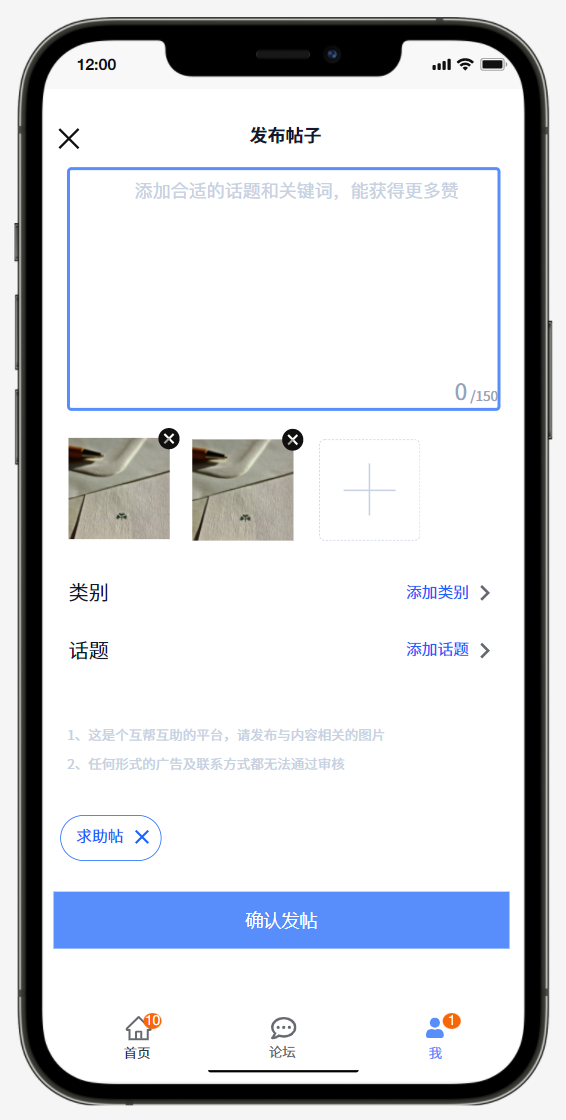 12:00
发布帖子
添加合适的话题和关键词，能获得更多赞
0/150
类别 添加类别
话题 添加话题
1、这是个互帮互助的平台，请发布与内容相关的图片
2、任何形式的广告及联系方式都无法通过审核
求助帖
确认发帖
10 1
首页 论坛 我